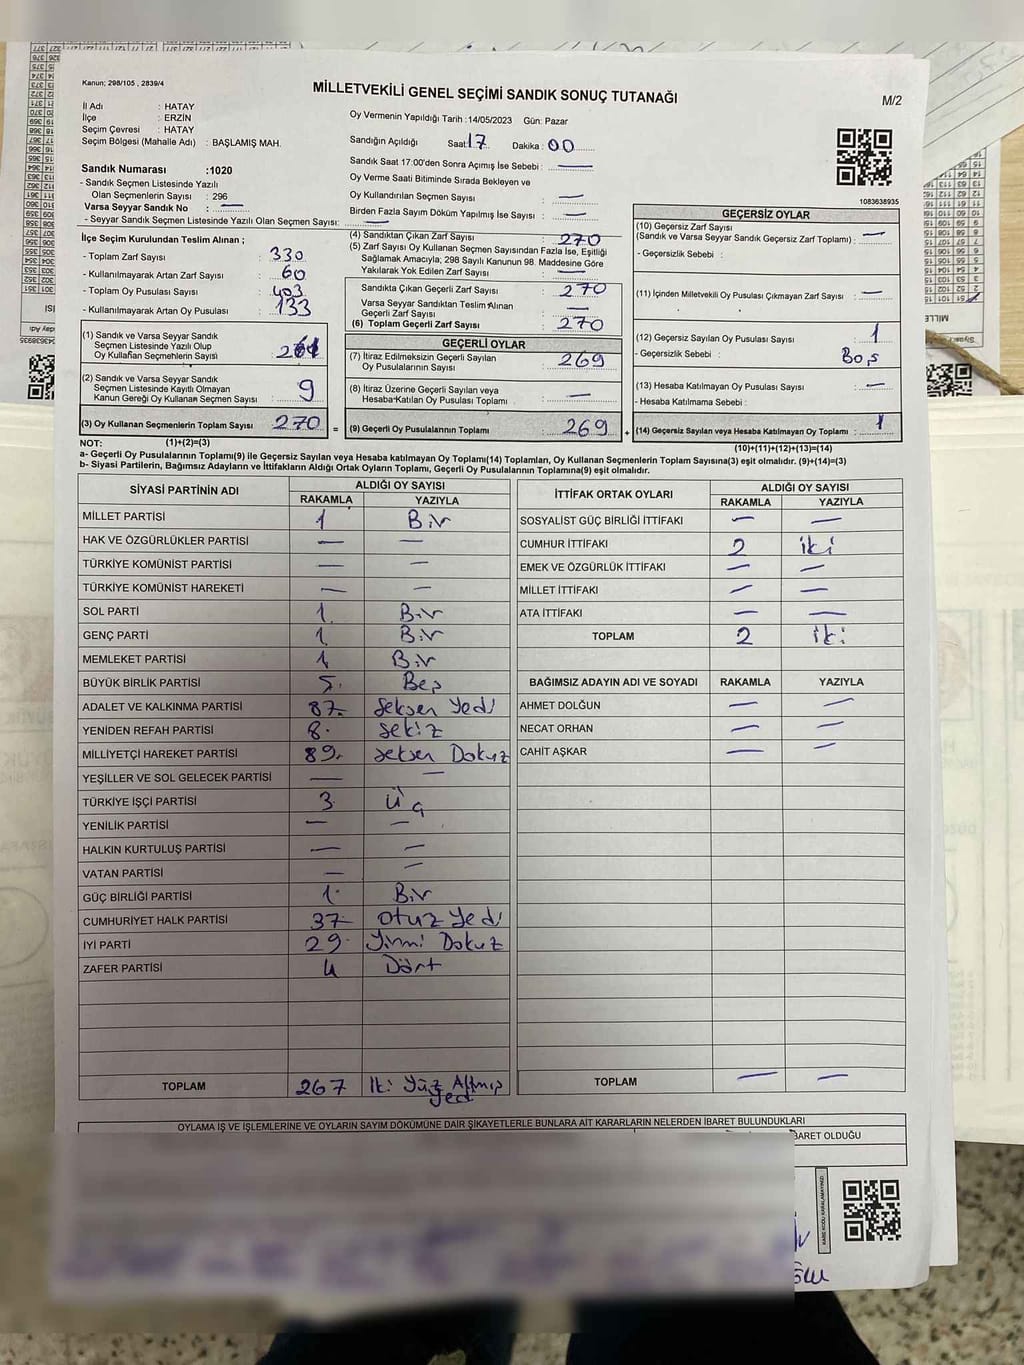 Kanun; 298/105 , 2839/4
MİLLETVEKİLİ GENEL SEÇİMİ SANDIK SONUÇ TUTANAĞI
M/2
İl Adı : HATAY
İlçe : ERZİN
Seçim Çevresi : HATAY
Seçim Bölgesi (Mahalle Adı) : BAŞLAMIŞ MAH.
Oy Vermenin Yapıldığı Tarih :14/05/2023 Gün: Pazar
Sandığın Açıldığı Saat: 17 Dakika: 00
Sandık Saat 17:00'den Sonra Açımış İse Sebebi : —
Oy Verme Saati Bitiminde Sırada Bekleyen ve
Oy Kullandırılan Seçmen Sayısı : —
Birden Fazla Sayım Döküm Yapılmış İse Sayısı : —
Sandık Numarası :1020
- Sandık Seçmen Listesinde Yazılı
Olan Seçmenlerin Sayısı : 296
Varsa Seyyar Sandık No : —
- Seyyar Sandık Seçmen Listesinde Yazılı Olan Seçmen Sayısı: —
1083638935
İlçe Seçim Kurulundan Teslim Alınan ;
- Toplam Zarf Sayısı : 330
- Kullanılmayarak Artan Zarf Sayısı : 60
- Toplam Oy Pusulası Sayısı : 403
- Kullanılmayarak Artan Oy Pusulası : 133
(1) Sandık ve Varsa Seyyar Sandık
Seçmen Listesinde Yazılı Olup
Oy Kullanan Seçmenlerin Sayısı : 261
(2) Sandık ve Varsa Seyyar Sandık
Seçmen Listesinde Kayıtlı Olmayan
Kanun Gereği Oy Kullanan Seçmen Sayısı : 9
(3) Oy Kullanan Seçmenlerin Toplam Sayısı : 270 =
(4) Sandıktan Çıkan Zarf Sayısı : 270
(5) Zarf Sayısı Oy Kullanan Seçmen Sayısından Fazla İse, Eşitliği
Sağlamak Amacıyla; 298 Sayılı Kanunun 98. Maddesine Göre
Yakılarak Yok Edilen Zarf Sayısı : —
Sandıkta Çıkan Geçerli Zarf Sayısı : 270
Varsa Seyyar Sandıktan Teslim Alınan
Geçerli Zarf Sayısı : —
(6) Toplam Geçerli Zarf Sayısı : 270
GEÇERLİ OYLAR
(7) İtiraz Edilmeksizin Geçerli Sayılan
Oy Pusulalarının Sayısı : 269
(8) İtiraz Üzerine Geçerli Sayılan veya
Hesaba Katılan Oy Pusulası Toplamı : —
(9) Geçerli Oy Pusulalarının Toplamı : 269 +
GEÇERSİZ OYLAR
(10) Geçersiz Zarf Sayısı
(Sandık ve Varsa Seyyar Sandık Geçersiz Zarf Toplamı) : —
- Geçersizlik Sebebi :
(11) İçinden Milletvekili Oy Pusulası Çıkmayan Zarf Sayısı : —
(12) Geçersiz Sayılan Oy Pusulası Sayısı : 1
- Geçersizlik Sebebi : Boş
(13) Hesaba Katılmayan Oy Pusulası Sayısı : —
- Hesaba Katılmama Sebebi :
(14) Geçersiz Sayılan veya Hesaba Katılmayan Oy Toplamı : 1
NOT: (1)+(2)=(3)
(10)+(11)+(12)+(13)=(14)
a- Geçerli Oy Pusulalarının Toplamı(9) ile Geçersiz Sayılan veya Hesaba katılmayan Oy Toplamı(14) Toplamları, Oy Kullanan Seçmenlerin Toplam Sayısına(3) eşit olmalıdır. (9)+(14)=(3)
b- Siyasi Partilerin, Bağımsız Adayların ve İttifakların Aldığı Ortak Oyların Toplamı, Geçerli Oy Pusulalarının Toplamına(9) eşit olmalıdır.
SİYASİ PARTİNİN ADI ALDIĞI OY SAYISI
RAKAMLA YAZIYLA
MİLLET PARTİSİ 1 Bir
HAK VE ÖZGÜRLÜKLER PARTİSİ — —
TÜRKİYE KOMÜNİST PARTİSİ — —
TÜRKİYE KOMÜNİST HAREKETİ — —
SOL PARTİ 1 Bir
GENÇ PARTİ 1 Bir
MEMLEKET PARTİSİ 1 Bir
BÜYÜK BİRLİK PARTİSİ 5 Beş
ADALET VE KALKINMA PARTİSİ 87 seksen Yedi
YENİDEN REFAH PARTİSİ 8 sekiz
MİLLİYETÇİ HAREKET PARTİSİ 89 seksen Dokuz
YEŞİLLER VE SOL GELECEK PARTİSİ — —
TÜRKİYE İŞÇİ PARTİSİ 3 Üç
YENİLİK PARTİSİ — —
HALKIN KURTULUŞ PARTİSİ — —
VATAN PARTİSİ — —
GÜÇ BİRLİĞİ PARTİSİ 1 Bir
CUMHURİYET HALK PARTİSİ 37 otuz Yedi
İYİ PARTİ 29 Yirmi Dokuz
ZAFER PARTİSİ 4 Dört
TOPLAM 267 İki Yüz Altmış
Yedi
İTTİFAK ORTAK OYLARI ALDIĞI OY SAYISI
RAKAMLA YAZIYLA
SOSYALİST GÜÇ BİRLİĞİ İTTİFAKI — —
CUMHUR İTTİFAKI 2 iki
EMEK VE ÖZGÜRLÜK İTTİFAKI — —
MİLLET İTTİFAKI — —
ATA İTTİFAKI — —
TOPLAM 2 iki
BAĞIMSIZ ADAYIN ADI VE SOYADI RAKAMLA YAZIYLA
AHMET DOLĞUN — —
NECAT ORHAN — —
CAHİT AŞKAR — —
TOPLAM — —
OYLAMA İŞ VE İŞLEMLERİNE VE OYLARIN SAYIM DÖKÜMÜNE DAİR ŞİKAYETLERLE BUNLARA AİT KARARLARIN NELERDEN İBARET BULUNDUKLARI
BARET OLDUĞU
KARE KODU KARALAMAYINIZ!